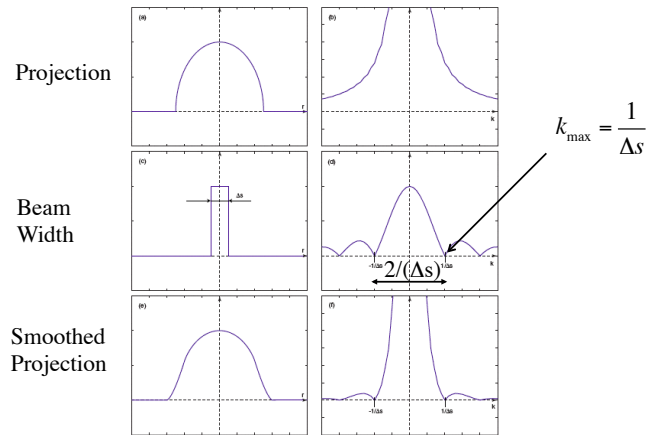 (a)
(b)
Projection
r
k
k_max = 1/Δs
(c)
(d)
Δs
Beam
Width
r
k
-1/Δs
1/Δs
2/(Δs)
(e)
(f)
Smoothed
Projection
r
k
-1/Δs
1/Δs